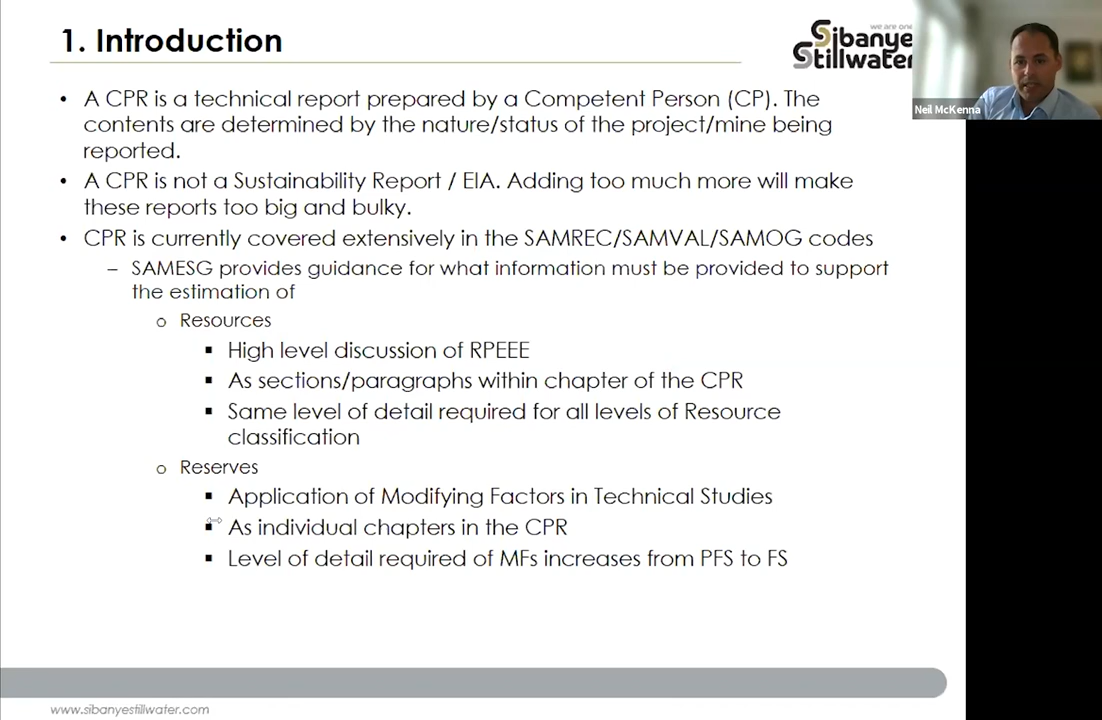 1. Introduction
we are one
Sibanye
Stillwater
Neil McKenna
• A CPR is a technical report prepared by a Competent Person (CP). The
contents are determined by the nature/status of the project/mine being
reported.
• A CPR is not a Sustainability Report / EIA. Adding too much more will make
these reports too big and bulky.
• CPR is currently covered extensively in the SAMREC/SAMVAL/SAMOG codes
– SAMESG provides guidance for what information must be provided to support
the estimation of
o Resources
▪ High level discussion of RPEEE
▪ As sections/paragraphs within chapter of the CPR
▪ Same level of detail required for all levels of Resource
classification
o Reserves
▪ Application of Modifying Factors in Technical Studies
▪ As individual chapters in the CPR
▪ Level of detail required of MFs increases from PFS to FS
www.sibanyestillwater.com